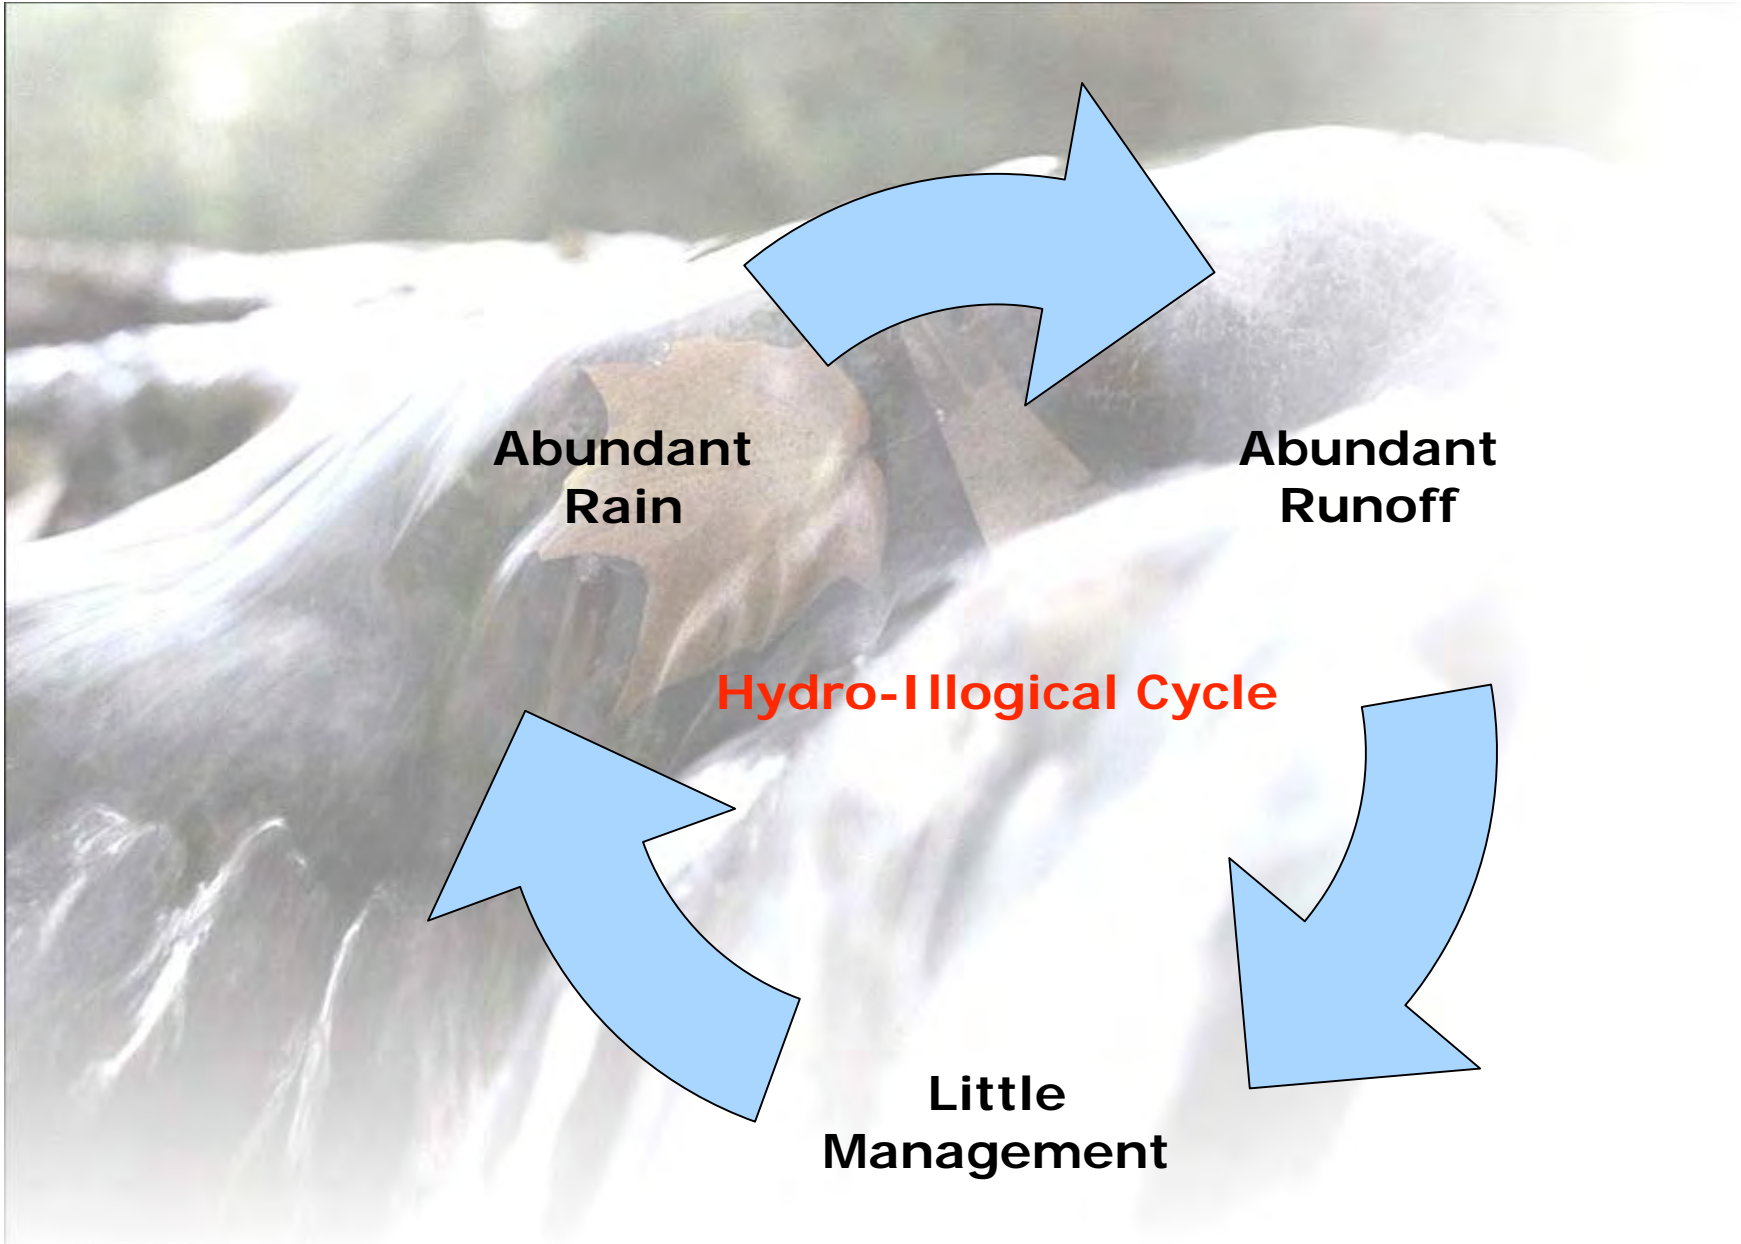 Abundant
Rain
Abundant
Runoff
Hydro-Illogical Cycle
Little
Management